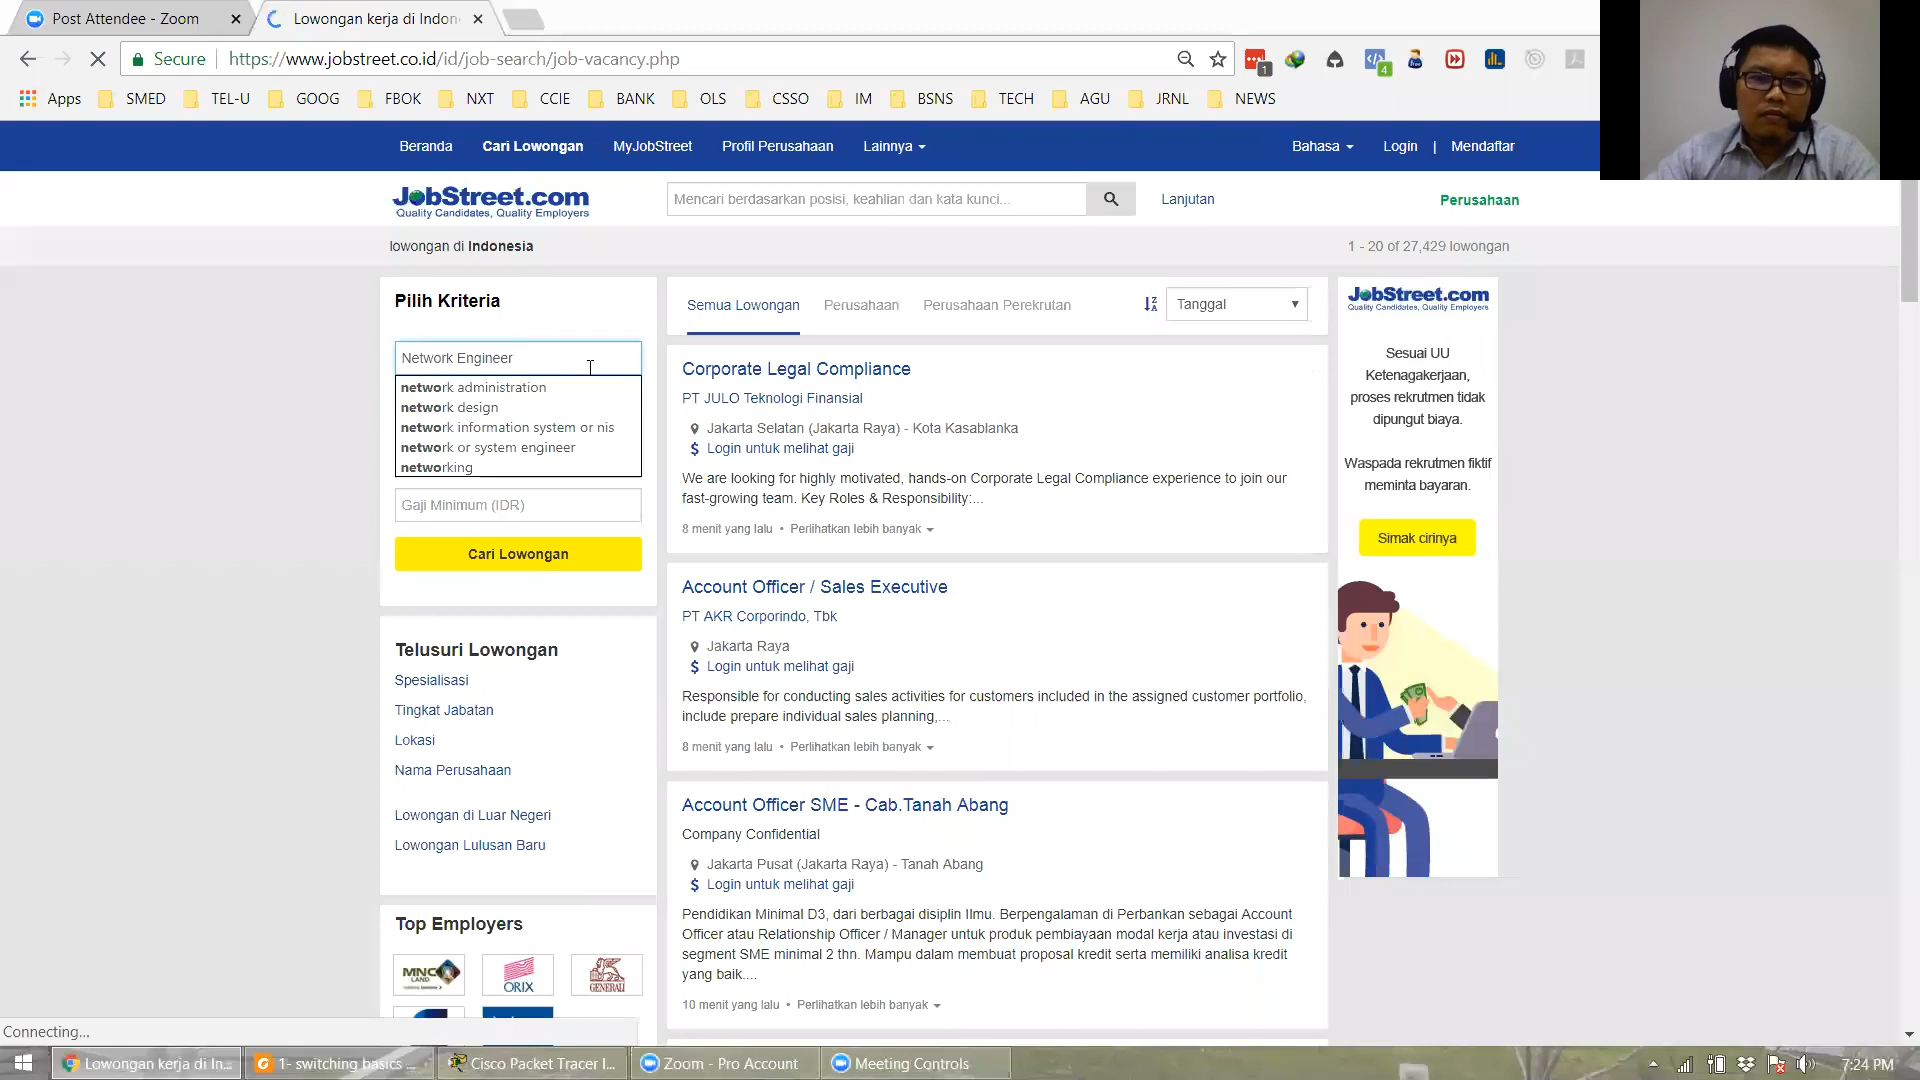 Post Attendee - Zoom
Lowongan kerja di Indon
Secure
https://www.jobstreet.co.id/id/job-search/job-vacancy.php
1
4
Apps SMED TEL-U GOOG FBOK NXT CCIE BANK OLS CSSO IM BSNS TECH AGU JRNL NEWS
Beranda Cari Lowongan MyJobStreet Profil Perusahaan Lainnya Bahasa Login | Mendaftar
JobStreet.com
Quality Candidates, Quality Employers
Mencari berdasarkan posisi, keahlian dan kata kunci...
Lanjutan
Perusahaan
lowongan di Indonesia
1 - 20 of 27,429 lowongan
Pilih Kriteria
Network Engineer
network administration
network design
network information system or nis
network or system engineer
networking
Gaji Minimum (IDR)
Cari Lowongan
Telusuri Lowongan
Spesialisasi
Tingkat Jabatan
Lokasi
Nama Perusahaan
Lowongan di Luar Negeri
Lowongan Lulusan Baru
Top Employers
MNC
LAND
ORIX
GENERALI
Semua Lowongan Perusahaan Perusahaan Perekrutan
Tanggal
Corporate Legal Compliance
PT JULO Teknologi Finansial
Jakarta Selatan (Jakarta Raya) - Kota Kasablanka
$ Login untuk melihat gaji
We are looking for highly motivated, hands-on Corporate Legal Compliance experience to join our
fast-growing team. Key Roles & Responsibility:...
8 menit yang lalu • Perlihatkan lebih banyak
Account Officer / Sales Executive
PT AKR Corporindo, Tbk
Jakarta Raya
$ Login untuk melihat gaji
Responsible for conducting sales activities for customers included in the assigned customer portfolio,
include prepare individual sales planning,...
8 menit yang lalu • Perlihatkan lebih banyak
Account Officer SME - Cab.Tanah Abang
Company Confidential
Jakarta Pusat (Jakarta Raya) - Tanah Abang
$ Login untuk melihat gaji
Pendidikan Minimal D3, dari berbagai disiplin Ilmu. Berpengalaman di Perbankan sebagai Account
Officer atau Relationship Officer / Manager untuk produk pembiayaan modal kerja atau investasi di
segment SME minimal 2 thn. Mampu dalam membuat proposal kredit serta memiliki analisa kredit
yang baik....
10 menit yang lalu • Perlihatkan lebih banyak
JobStreet.com
Quality Candidates, Quality Employers
Sesuai UU
Ketenagakerjaan,
proses rekrutmen tidak
dipungut biaya.
Waspada rekrutmen fiktif
meminta bayaran.
Simak cirinya
Connecting...
Lowongan kerja di In...
1- switching basics ...
Cisco Packet Tracer I...
Zoom - Pro Account
Meeting Controls
7:24 PM